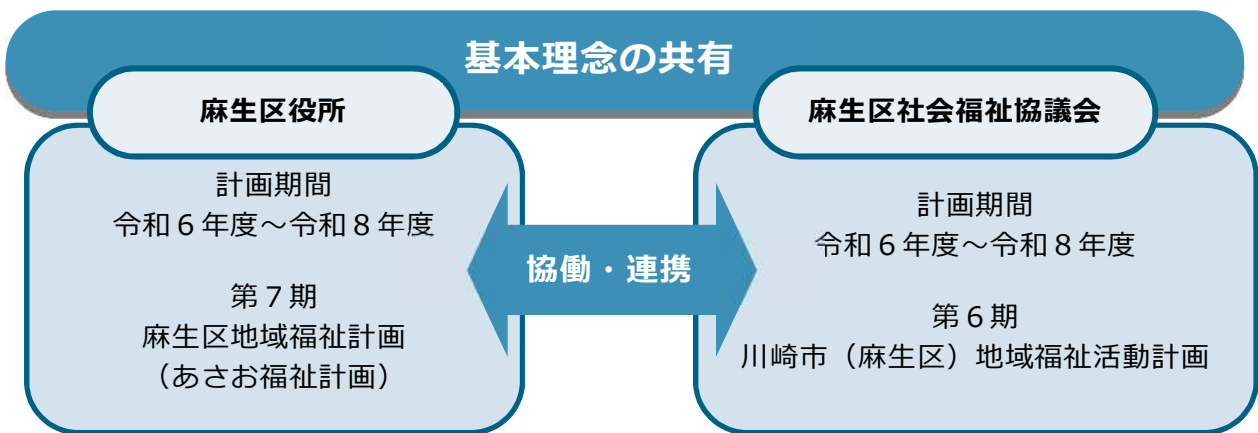 基本理念の共有
麻生区役所
計画期間
令和６年度～令和８年度
第７期
麻生区地域福祉計画
（あさお福祉計画）
協働・連携
麻生区社会福祉協議会
計画期間
令和６年度～令和８年度
第６期
川崎市（麻生区）地域福祉活動計画